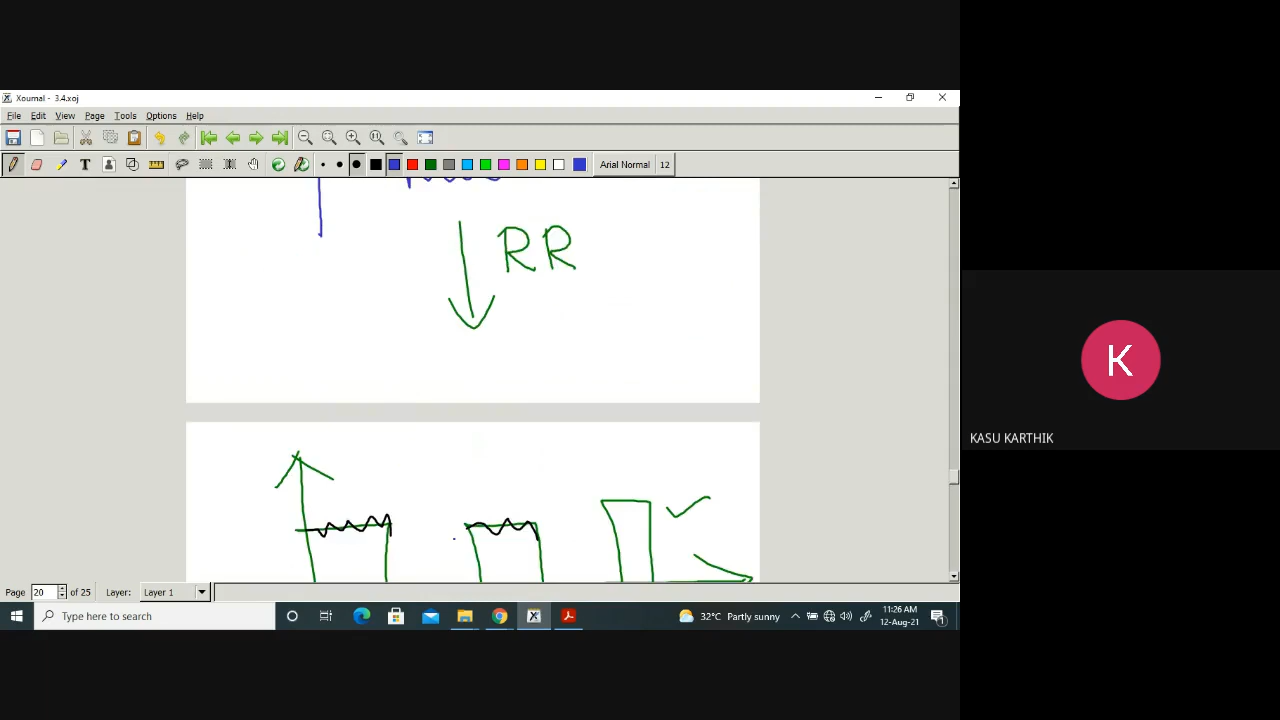 Xournal - 3.4.xoj
File Edit View Page Tools Options Help
T Arial Normal 12
RR
Page 20 of 25 Layer: Layer 1
Type here to search
32°C Partly sunny
11:26 AM
12-Aug-21
1
K
KASU KARTHIK